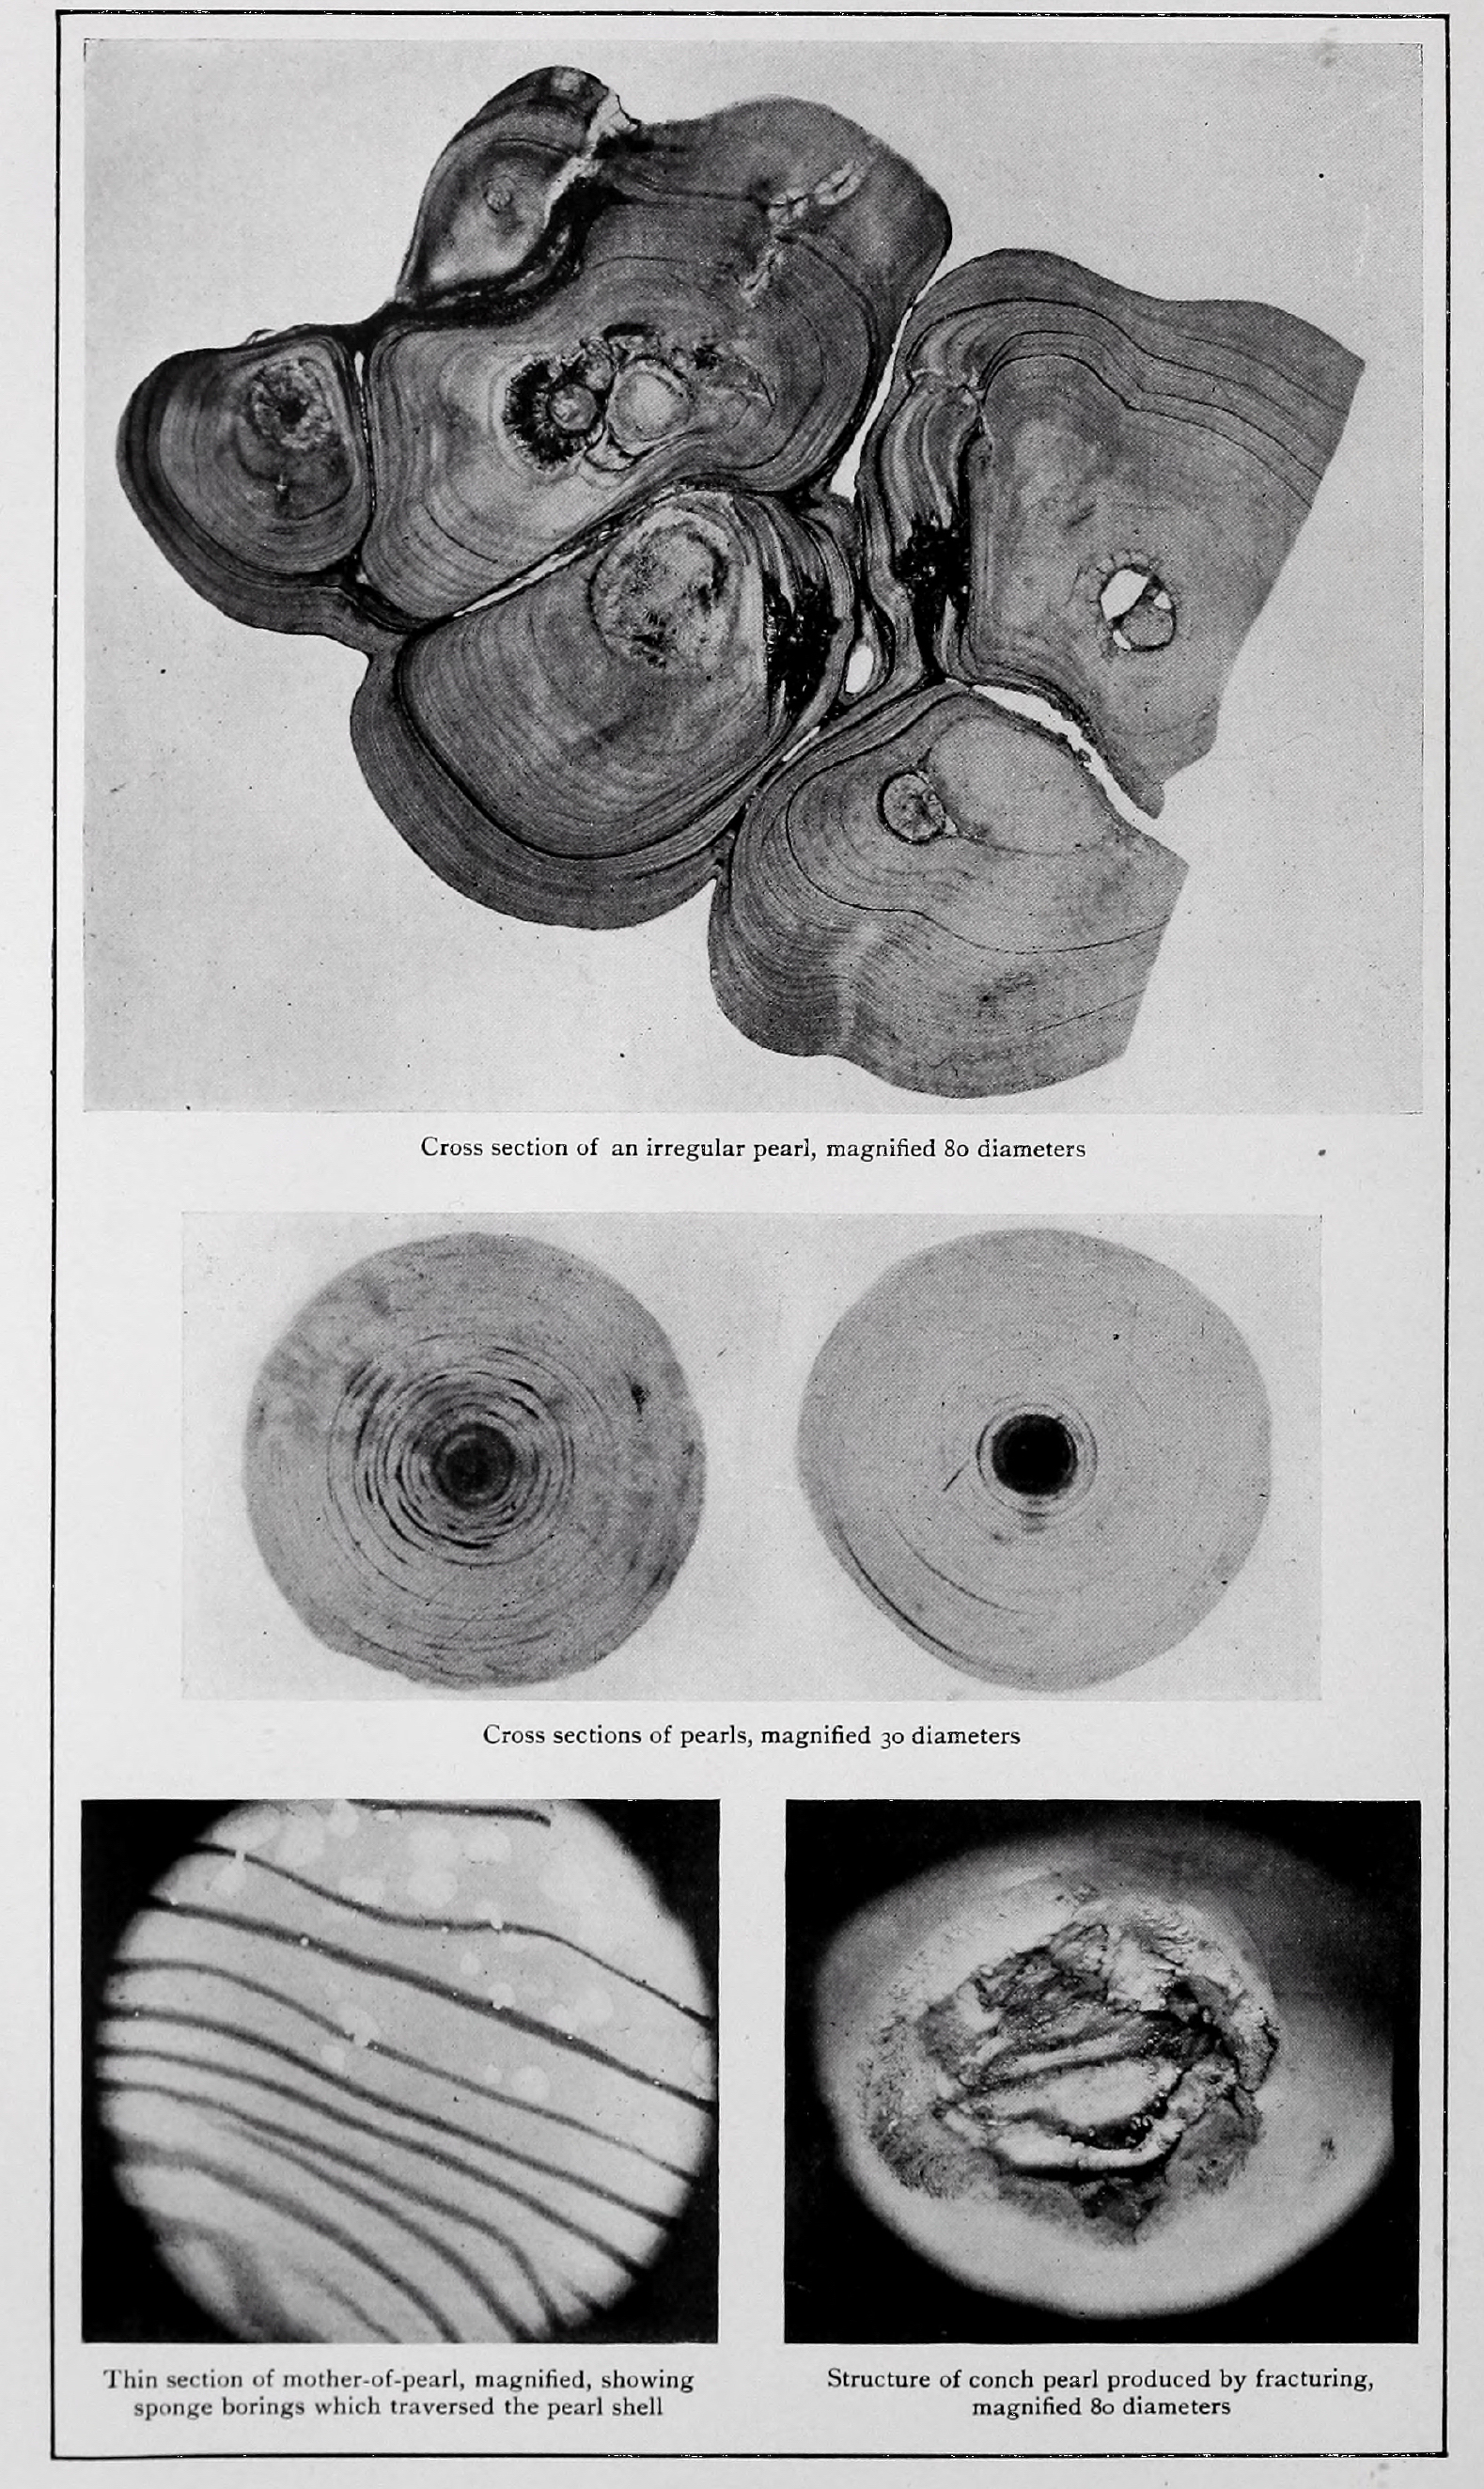 Cross section of an irregular pearl, magnified 80 diameters
Cross sections of pearls, magnified 30 diameters
Thin section of mother-of-pearl, magnified, showing
sponge borings which traversed the pearl shell
Structure of conch pearl produced by fracturing,
magnified 80 diameters